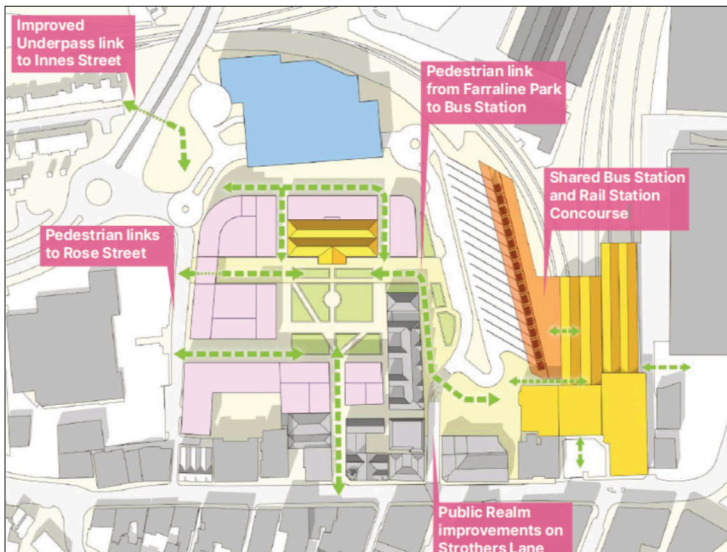 Improved
Underpass link
to Innes Street
Pedestrian link
from Farraline Park
to Bus Station
Shared Bus Station
and Rail Station
Concourse
Pedestrian links
to Rose Street
Public Realm
improvements on
Strothers Lane